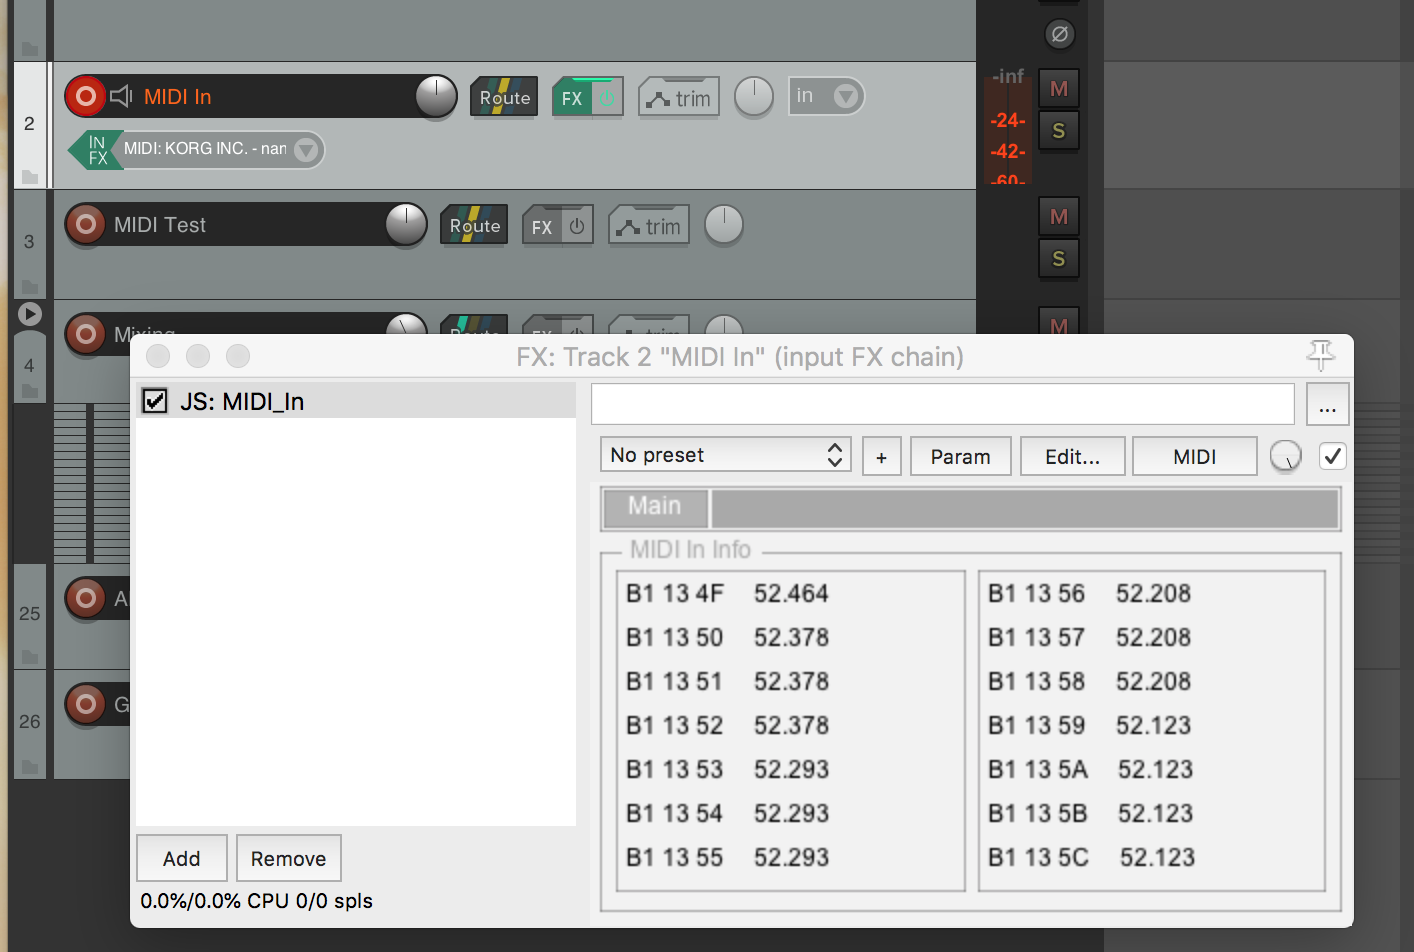 2
MIDI In
Route
FX
trim
in
IN
FX
MIDI: KORG INC. - nan
-inf
-24-
-42-
-60-
M
S
3
MIDI Test
Route
FX
trim
M
S
4
M
25
26
G
FX: Track 2 "MIDI In" (input FX chain)
JS: MIDI_In
...
No preset
+
Param
Edit...
MIDI
Main
MIDI In Info
B1 13 4F 52.464
B1 13 50 52.378
B1 13 51 52.378
B1 13 52 52.378
B1 13 53 52.293
B1 13 54 52.293
B1 13 55 52.293
B1 13 56 52.208
B1 13 57 52.208
B1 13 58 52.208
B1 13 59 52.123
B1 13 5A 52.123
B1 13 5B 52.123
B1 13 5C 52.123
Add
Remove
0.0%/0.0% CPU 0/0 spls